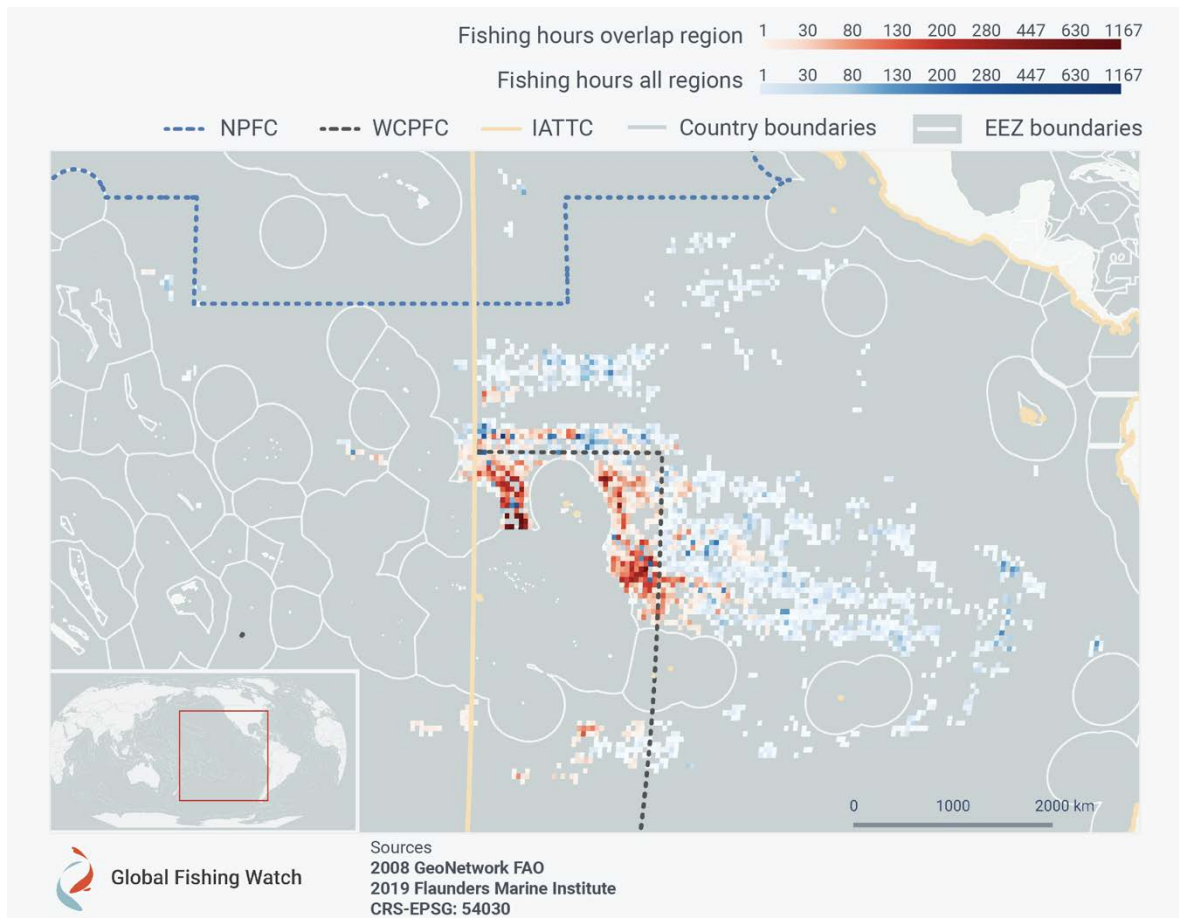 Fishing hours overlap region 1 30 80 130 200 280 447 630 1167
Fishing hours all regions 1 30 80 130 200 280 447 630 1167
NPFC WCPFC IATTC Country boundaries EEZ boundaries
0 1000 2000 km
Global Fishing Watch
Sources
2008 GeoNetwork FAO
2019 Flaunders Marine Institute
CRS-EPSG: 54030